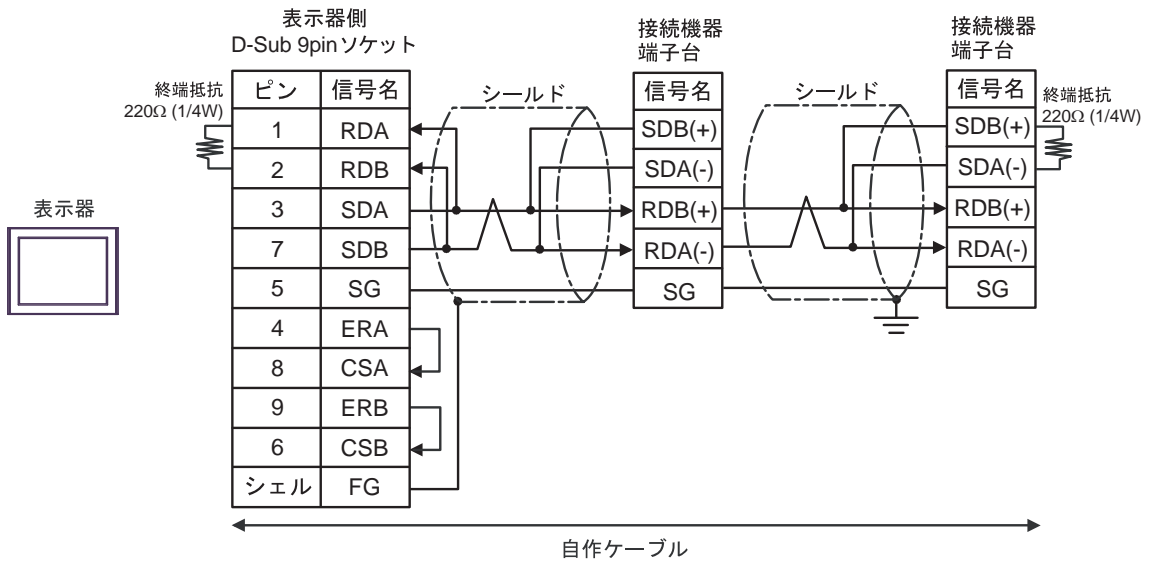 表示器側
D-Sub 9pinソケット
接続機器
端子台
接続機器
端子台
終端抵抗
220Ω (1/4W)
ピン 信号名
1 RDA
2 RDB
3 SDA
7 SDB
5 SG
4 ERA
8 CSA
9 ERB
6 CSB
シェル FG
シールド
信号名
SDB(+)
SDA(-)
RDB(+)
RDA(-)
SG
シールド
信号名
SDB(+)
SDA(-)
RDB(+)
RDA(-)
SG
終端抵抗
220Ω (1/4W)
表示器
自作ケーブル